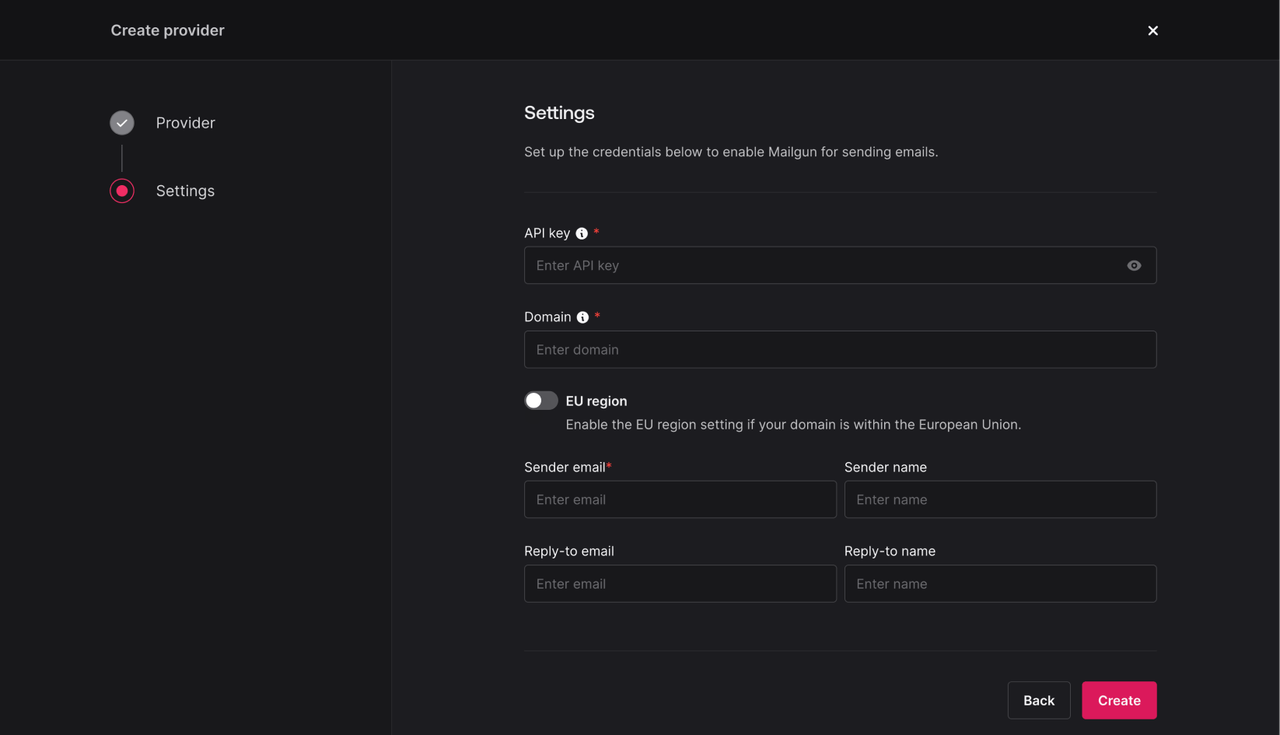 Create provider
Provider
Settings
Settings
Set up the credentials below to enable Mailgun for sending emails.
API key *
Enter API key
Domain *
Enter domain
EU region
Enable the EU region setting if your domain is within the European Union.
Sender email* Sender name
Enter email Enter name
Reply-to email Reply-to name
Enter email Enter name
Back Create